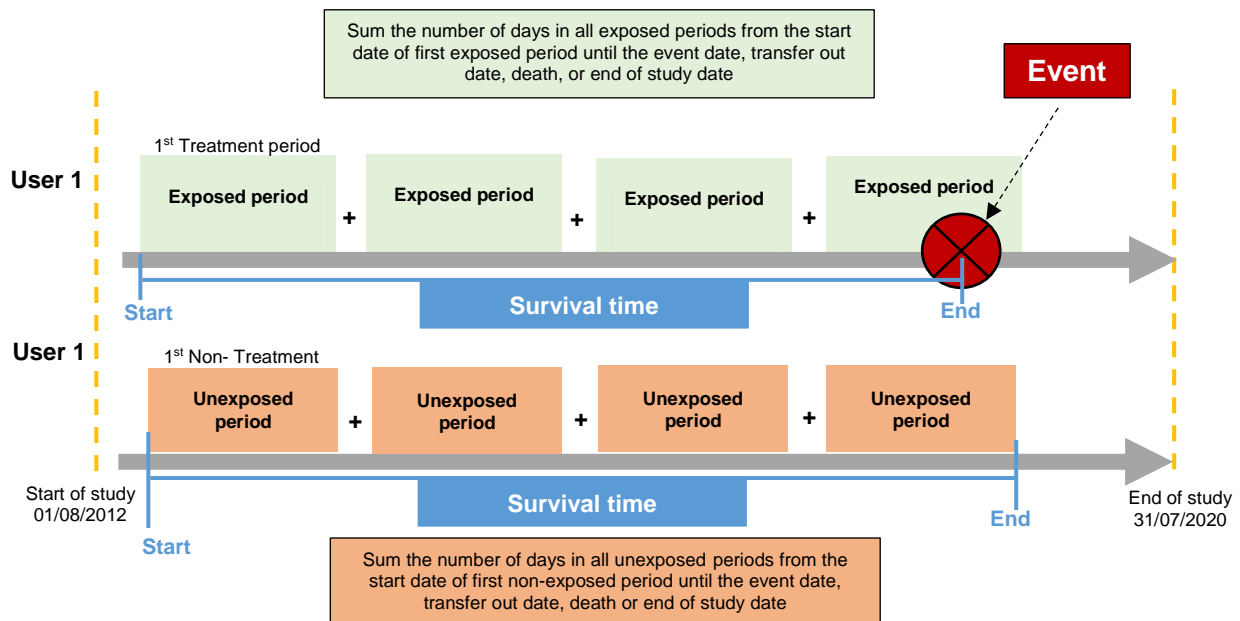 Sum the number of days in all exposed periods from the start
date of first exposed period until the event date, transfer out
date, death, or end of study date
Event
1st Treatment period
User 1
Exposed period
+
Exposed period
+
Exposed period
+
Exposed period
Start
Survival time
End
User 1
1st Non- Treatment
Unexposed
period
+
Unexposed
period
+
Unexposed
period
+
Unexposed
period
Start of study
01/08/2012
Survival time
End of study
31/07/2020
Start
End
Sum the number of days in all unexposed periods from the
start date of first non-exposed period until the event date,
transfer out date, death or end of study date